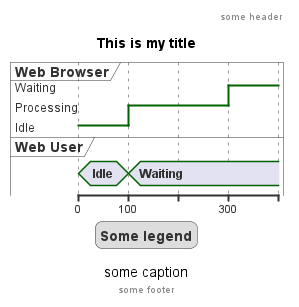 some header
This is my title
Web Browser
Waiting
Processing
Idle
Web User
Idle Waiting
0 100 300
Some legend
some caption
some footer